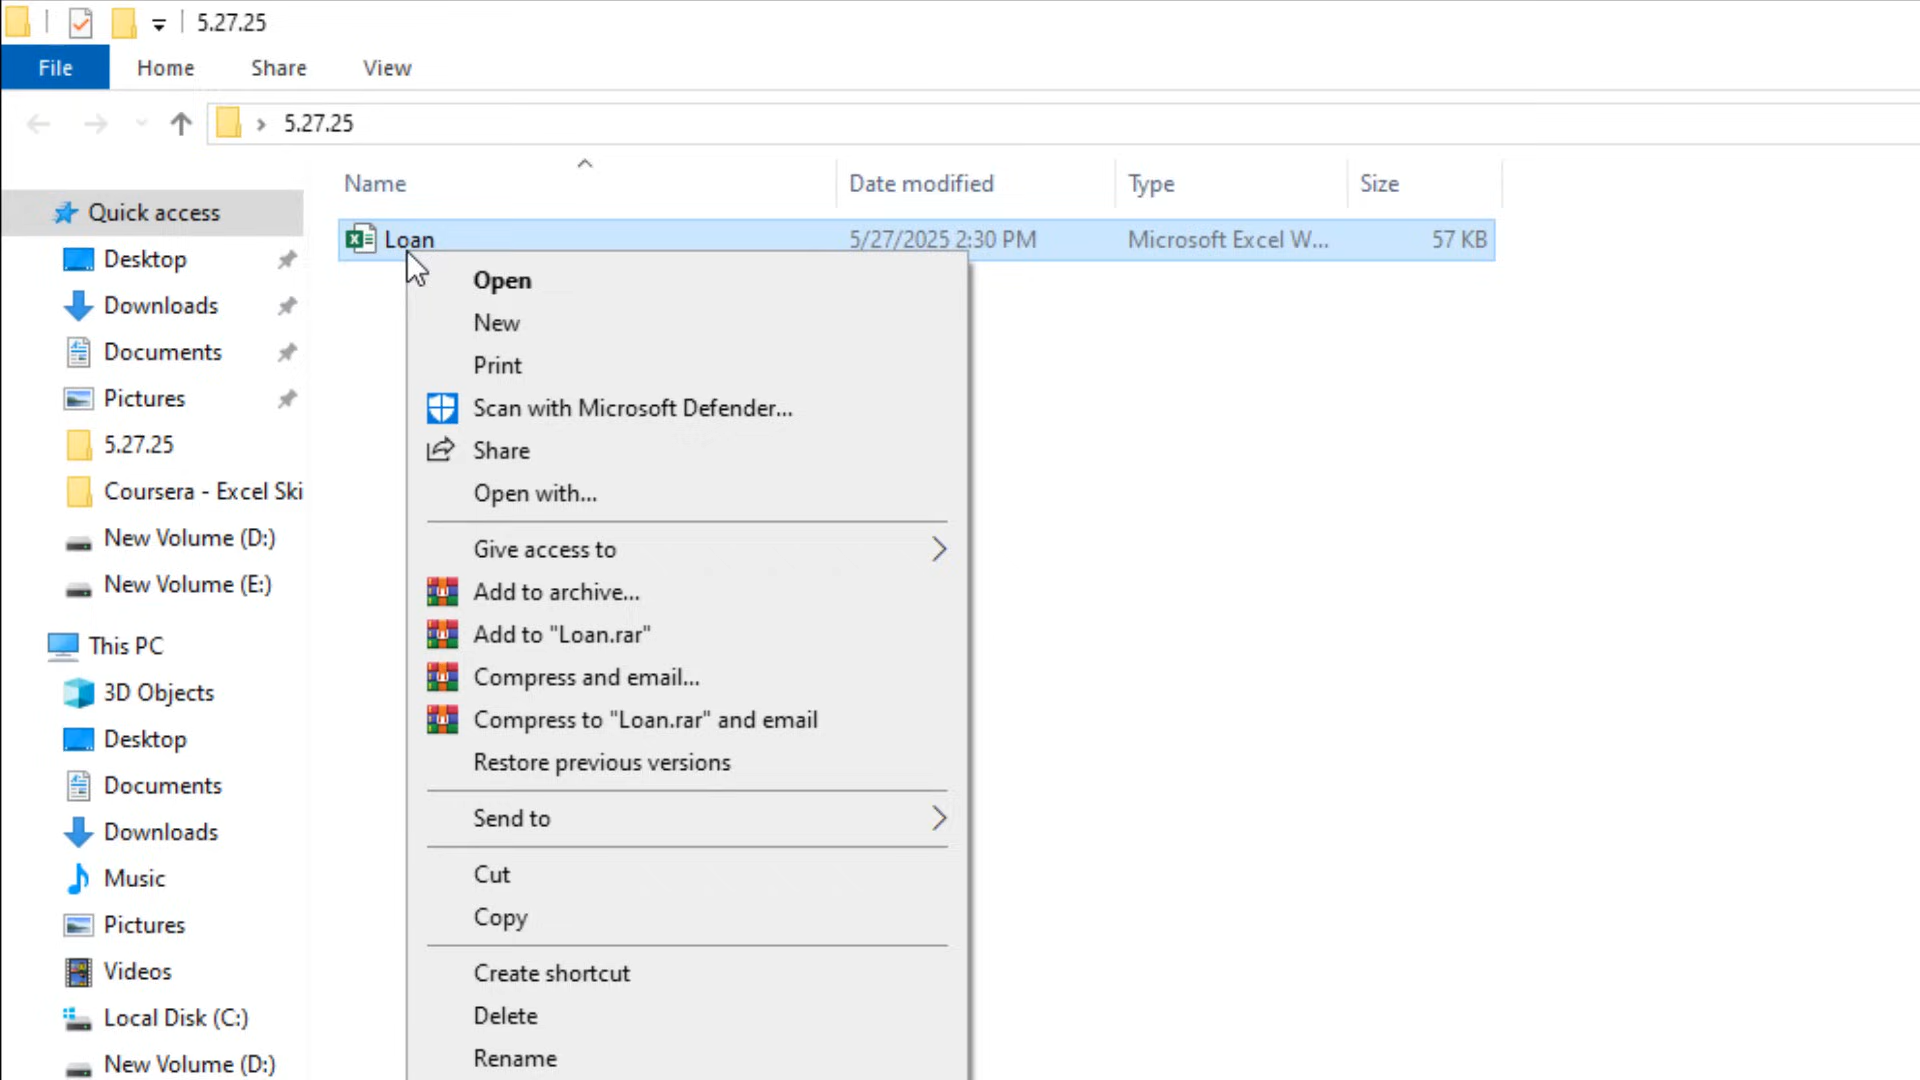 5.27.25
File Home Share View
5.27.25
Name Date modified Type Size
Loan 5/27/2025 2:30 PM Microsoft Excel W... 57 KB
Quick access
Desktop
Downloads
Documents
Pictures
5.27.25
Coursera - Excel Ski
New Volume (D:)
New Volume (E:)
This PC
3D Objects
Desktop
Documents
Downloads
Music
Pictures
Videos
Local Disk (C:)
New Volume (D:)
Open
New
Print
Scan with Microsoft Defender...
Share
Open with...
Give access to
Add to archive...
Add to "Loan.rar"
Compress and email...
Compress to "Loan.rar" and email
Restore previous versions
Send to
Cut
Copy
Create shortcut
Delete
Rename